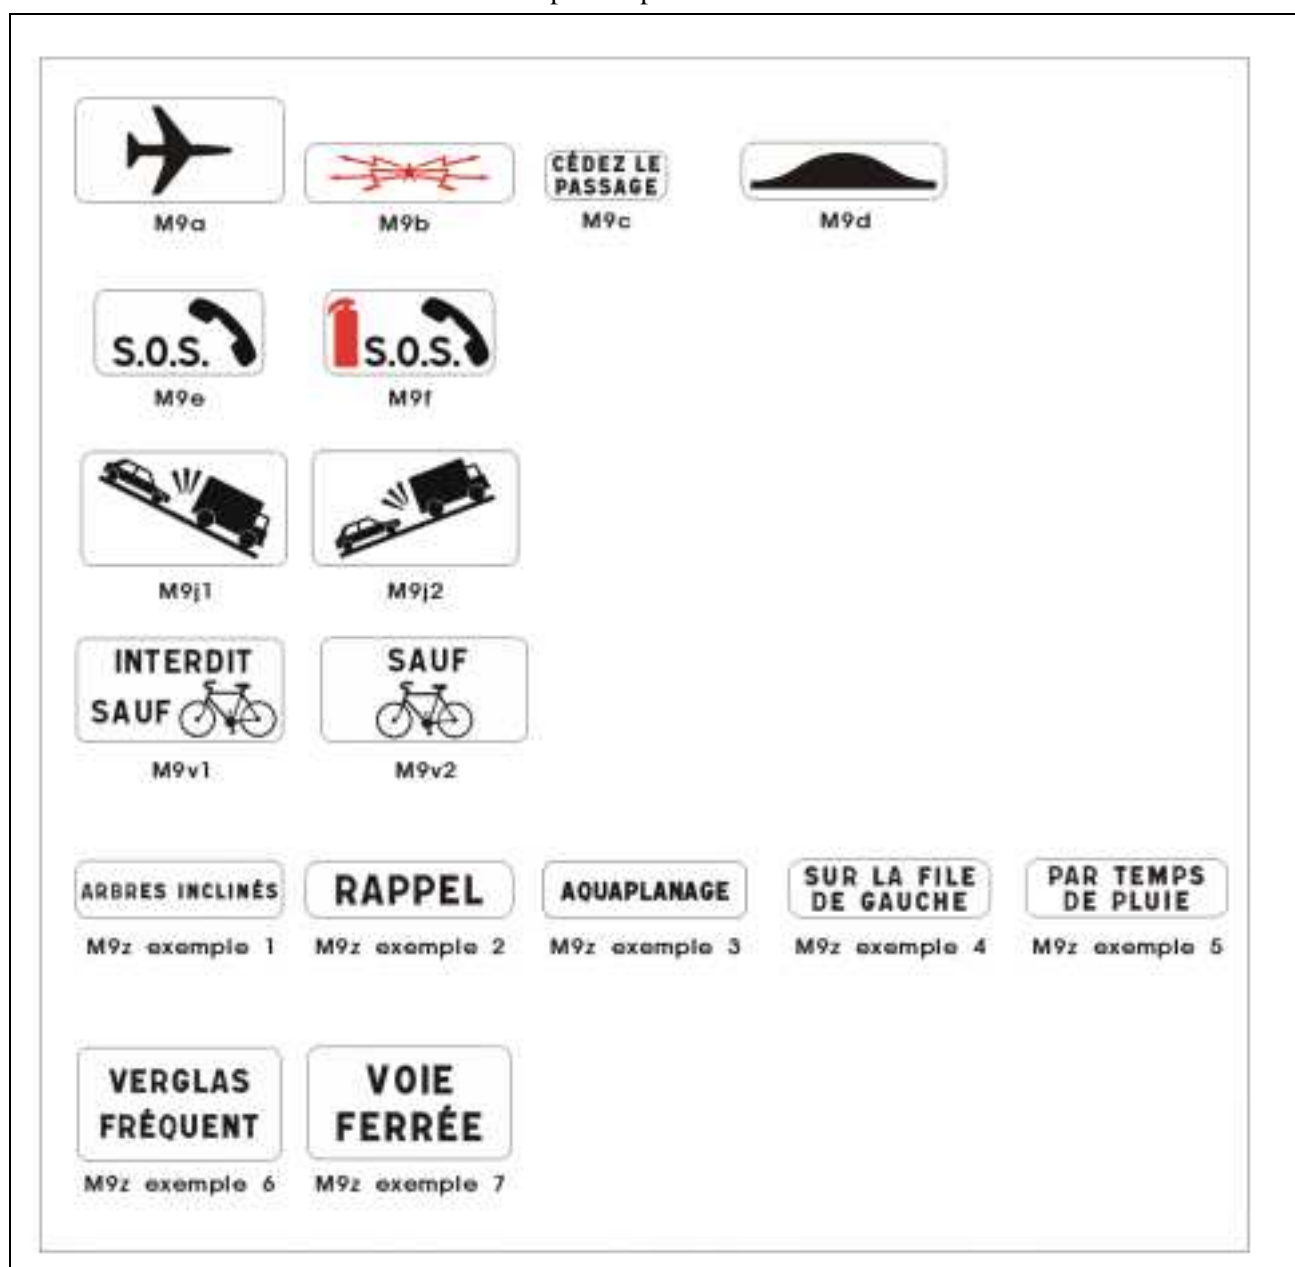 M9a
M9b
CÉDEZ LE
PASSAGE
M9c
M9d
S.O.S.
M9e
S.O.S.
M9f
M9j1
M9j2
INTERDIT
SAUF
M9v1
SAUF
M9v2
ARBRES INCLINÉS
M9z exemple 1
RAPPEL
M9z exemple 2
AQUAPLANAGE
M9z exemple 3
SUR LA FILE
DE GAUCHE
M9z exemple 4
PAR TEMPS
DE PLUIE
M9z exemple 5
VERGLAS
FRÉQUENT
M9z exemple 6
VOIE
FERRÉE
M9z exemple 7